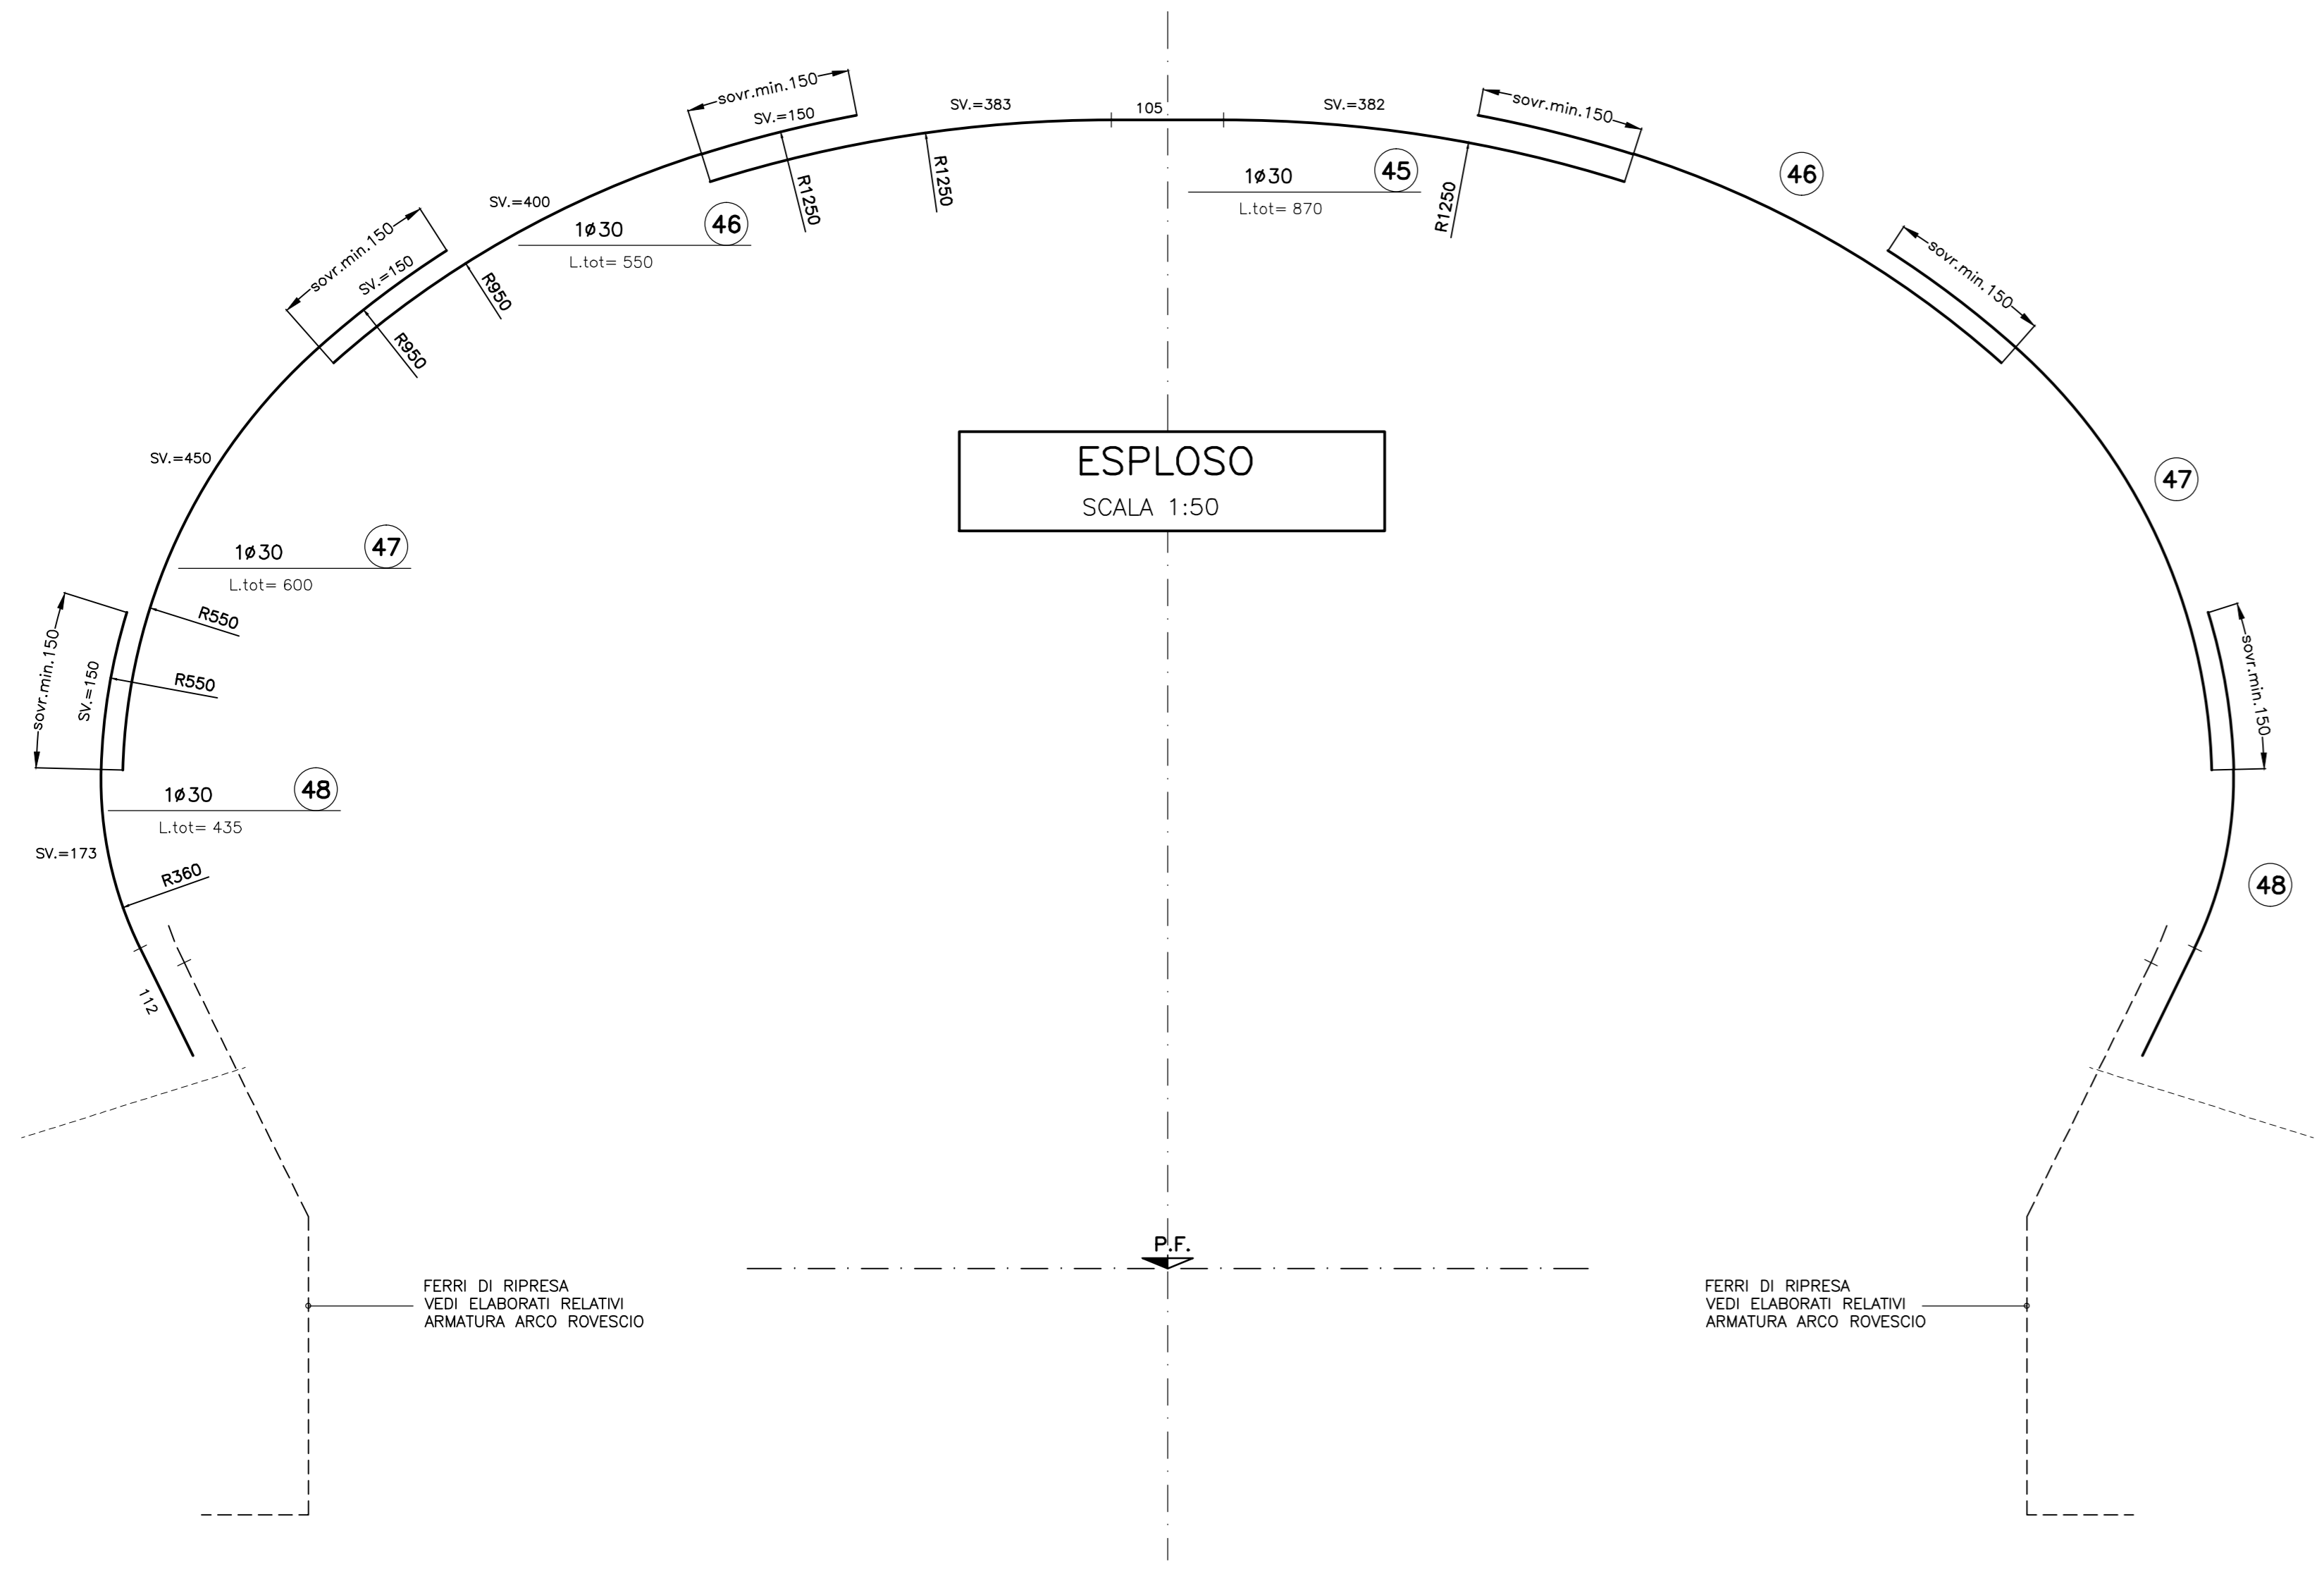 sovr.min.150
SV.=150
SV.=383
105
SV.=382
sovr.min.150
R1250
R1250
1ø30
45
L.tot= 870
R1250
46
SV.=400
1ø30
46
L.tot= 550
sovr.min.150
SV.=150
R950
R950
sovr.min.150
SV.=450
ESPLOSO
SCALA 1:50
47
1ø30
47
L.tot= 600
R550
sovr.min.150
SV.=150
R550
sovr.min.150
1ø30
48
L.tot= 435
SV.=173
R360
48
112
P.F.
FERRI DI RIPRESA
VEDI ELABORATI RELATIVI
ARMATURA ARCO ROVESCIO
FERRI DI RIPRESA
VEDI ELABORATI RELATIVI
ARMATURA ARCO ROVESCIO